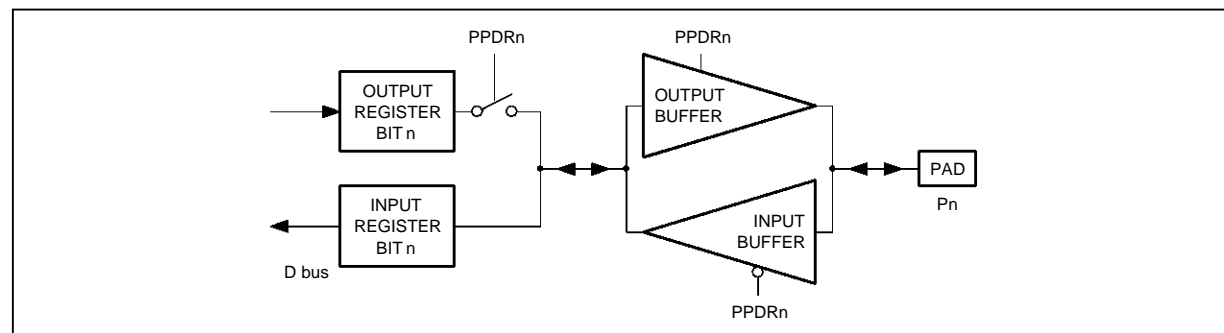 PPDRn
PPDRn
OUTPUT
REGISTER
BIT n
OUTPUT
BUFFER
PAD
Pn
INPUT
REGISTER
BIT n
INPUT
BUFFER
D bus
PPDRn